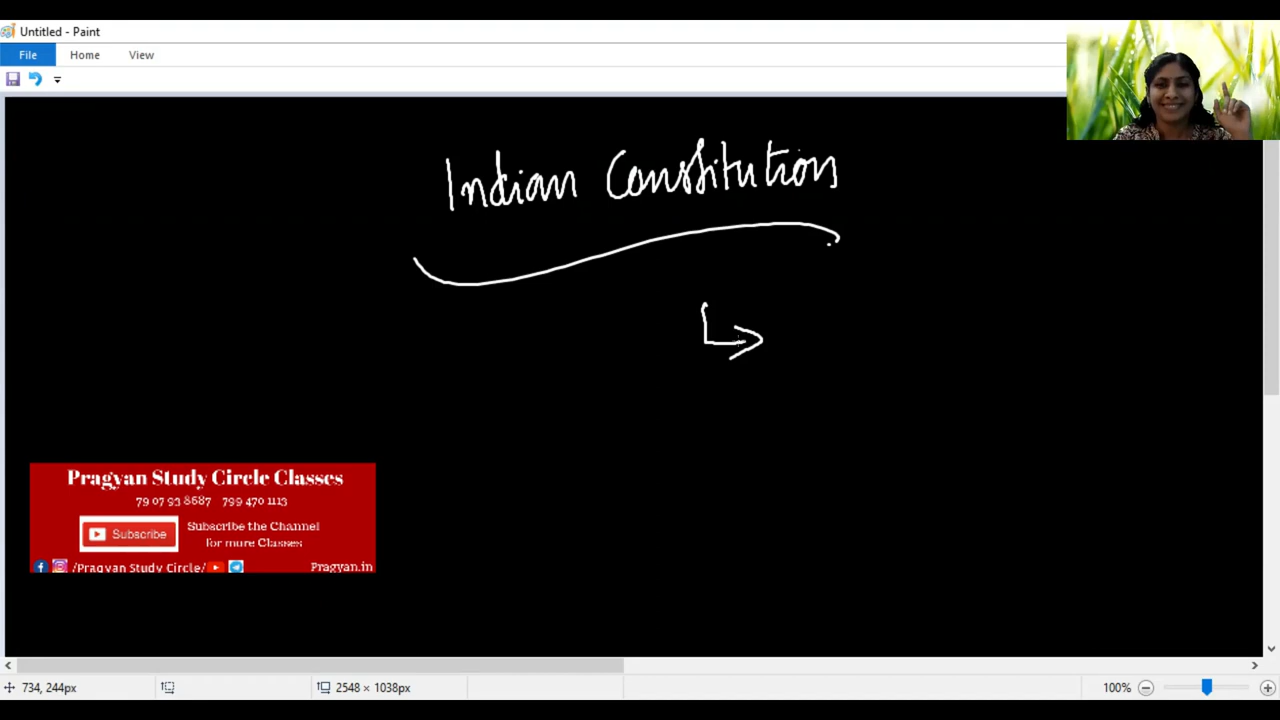 Untitled - Paint
File Home View
Indian Constitution
Pragyan Study Circle Classes
79 07 93 8687 799 470 1113
Subscribe
Subscribe the Channel
for more Classes
/Pragyan Study Circle/
Pragyan.in
734, 244px
2548 × 1038px
100%